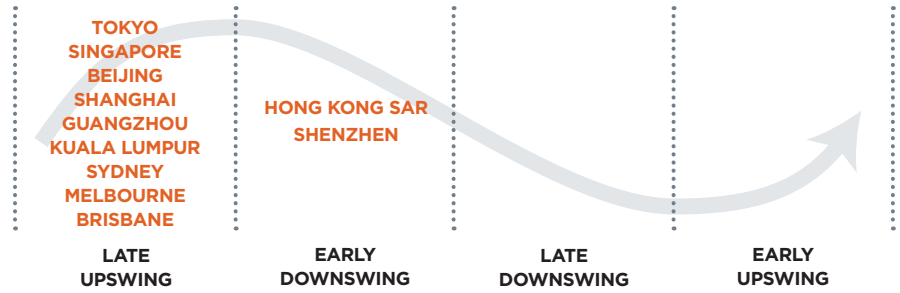 TOKYO
SINGAPORE
BEIJING
SHANGHAI
GUANGZHOU
KUALA LUMPUR
SYDNEY
MELBOURNE
BRISBANE
HONG KONG SAR
SHENZHEN
LATE
UPSWING
EARLY
DOWNSWING
LATE
DOWNSWING
EARLY
UPSWING